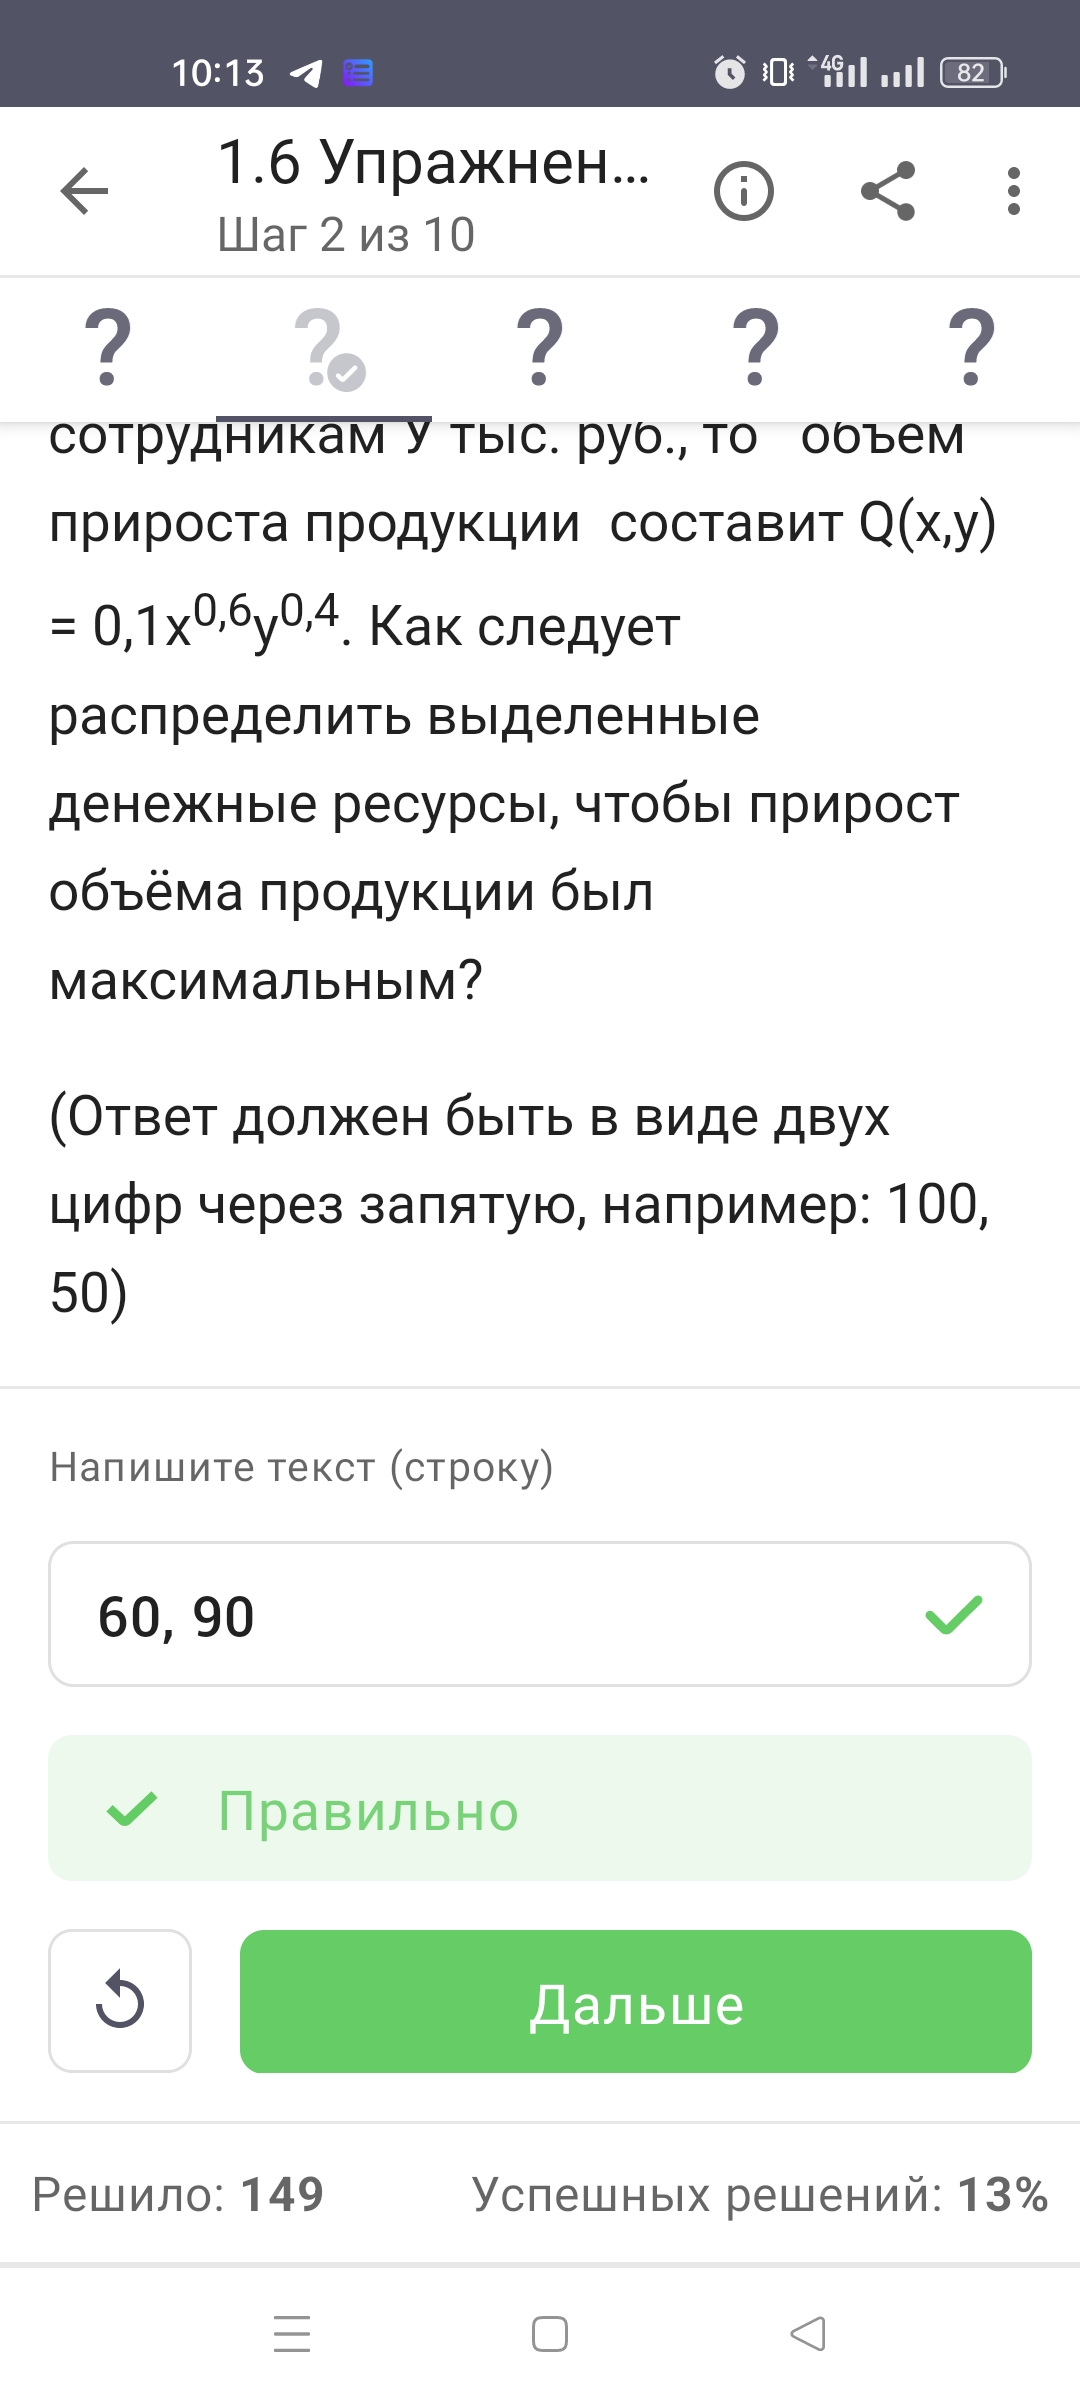 10:13 4G 82
1.6 Упражнен...
Шаг 2 из 10
? ? ? ? ?
сотрудникам У тыс. руб., то объем
прироста продукции составит Q(x,y)
= 0,1x^0,6y^0,4. Как следует
распределить выделенные
денежные ресурсы, чтобы прирост
объёма продукции был
максимальным?
(Ответ должен быть в виде двух
цифр через запятую, например: 100,
50)
Напишите текст (строку)
60, 90
Правильно
Дальше
Решило: 149 Успешных решений: 13%